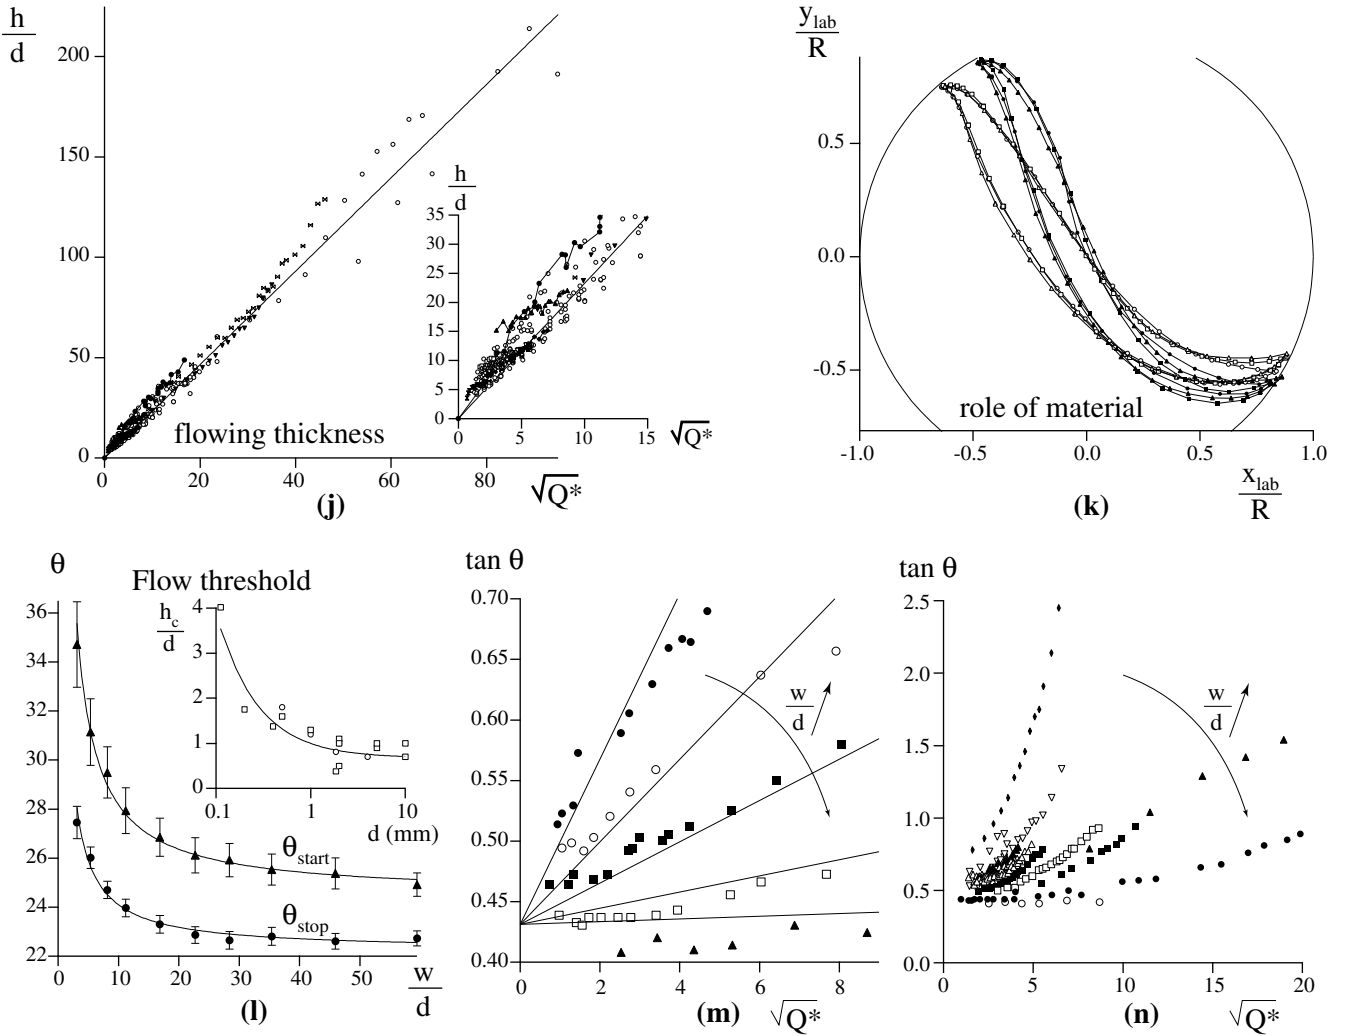 h
d
200
150
100
50
0
0
20
40
60
80
√Q*
flowing thickness
h
d
35
30
25
20
15
10
5
0
0
5
10
15
√Q*
(j)
y_lab
R
0.5
0.0
-0.5
role of material
-1.0
-0.5
0.0
0.5
1.0
x_lab
R
(k)
θ
36
34
32
30
28
26
24
22
0
10
20
30
40
50
w
d
Flow threshold
h_c
d
4
3
2
1
0
0.1
1
10
d (mm)
θ_start
θ_stop
(l)
tan θ
0.70
0.65
0.60
0.55
0.50
0.45
0.40
w
d
0
2
4
6
8
√Q*
(m)
tan θ
2.5
2.0
1.5
1.0
0.5
0.0
w
d
0
5
10
15
20
√Q*
(n)